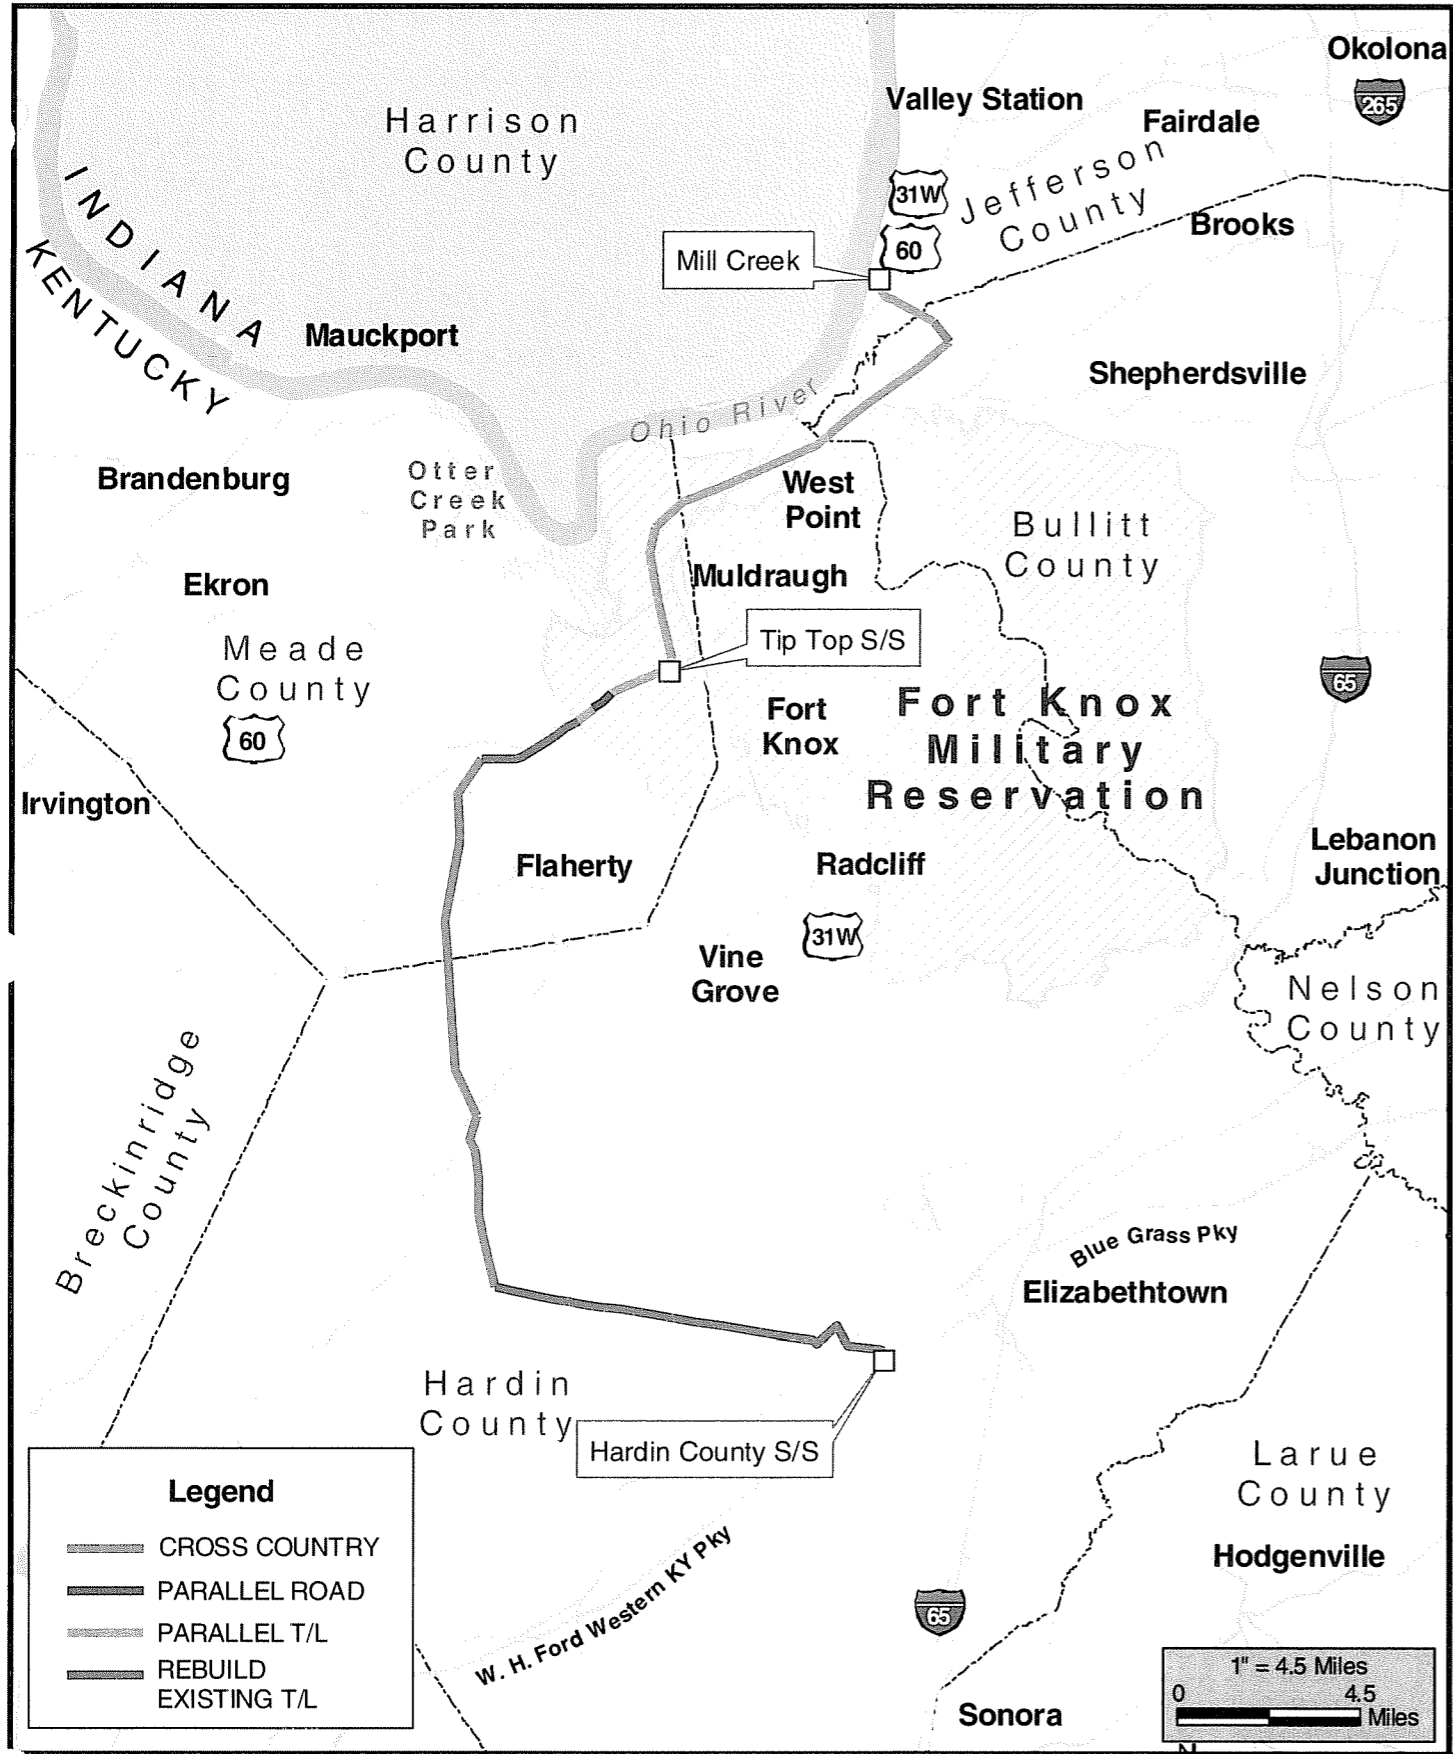 Okolona
265
Valley Station
Fairdale
Harrison
County
Jefferson
County
31W
60
Brooks
INDIANA
KENTUCKY
Mill Creek
Mauckport
Shepherdsville
Ohio River
Brandenburg
Otter
Creek
Park
West
Point
Bullitt
County
Ekron
Muldraugh
Meade
County
60
Tip Top S/S
65
Fort
Knox
Fort Knox
Military
Reservation
Irvington
Flaherty
Radcliff
31W
Lebanon
Junction
Vine
Grove
Nelson
County
Breckinridge
County
Blue Grass Pky
Elizabethtown
Hardin
County
Hardin County S/S
Larue
County
Hodgenville
W. H. Ford Western KY Pky
65
Sonora
Legend
CROSS COUNTRY
PARALLEL ROAD
PARALLEL T/L
REBUILD
EXISTING T/L
1" = 4.5 Miles
0 4.5
Miles
N